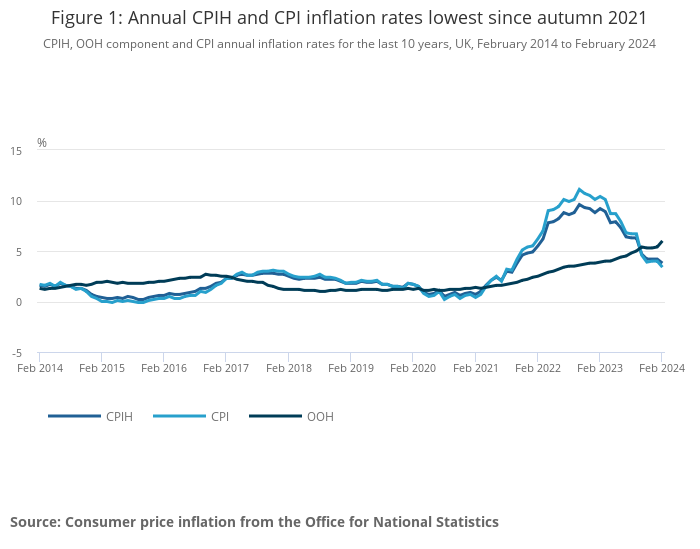 Figure 1: Annual CPIH and CPI inflation rates lowest since autumn 2021
CPIH, OOH component and CPI annual inflation rates for the last 10 years, UK, February 2014 to February 2024
%
15
10
5
0
-5
Feb 2014 Feb 2015 Feb 2016 Feb 2017 Feb 2018 Feb 2019 Feb 2020 Feb 2021 Feb 2022 Feb 2023 Feb 2024
CPIH CPI OOH
Source: Consumer price inflation from the Office for National Statistics